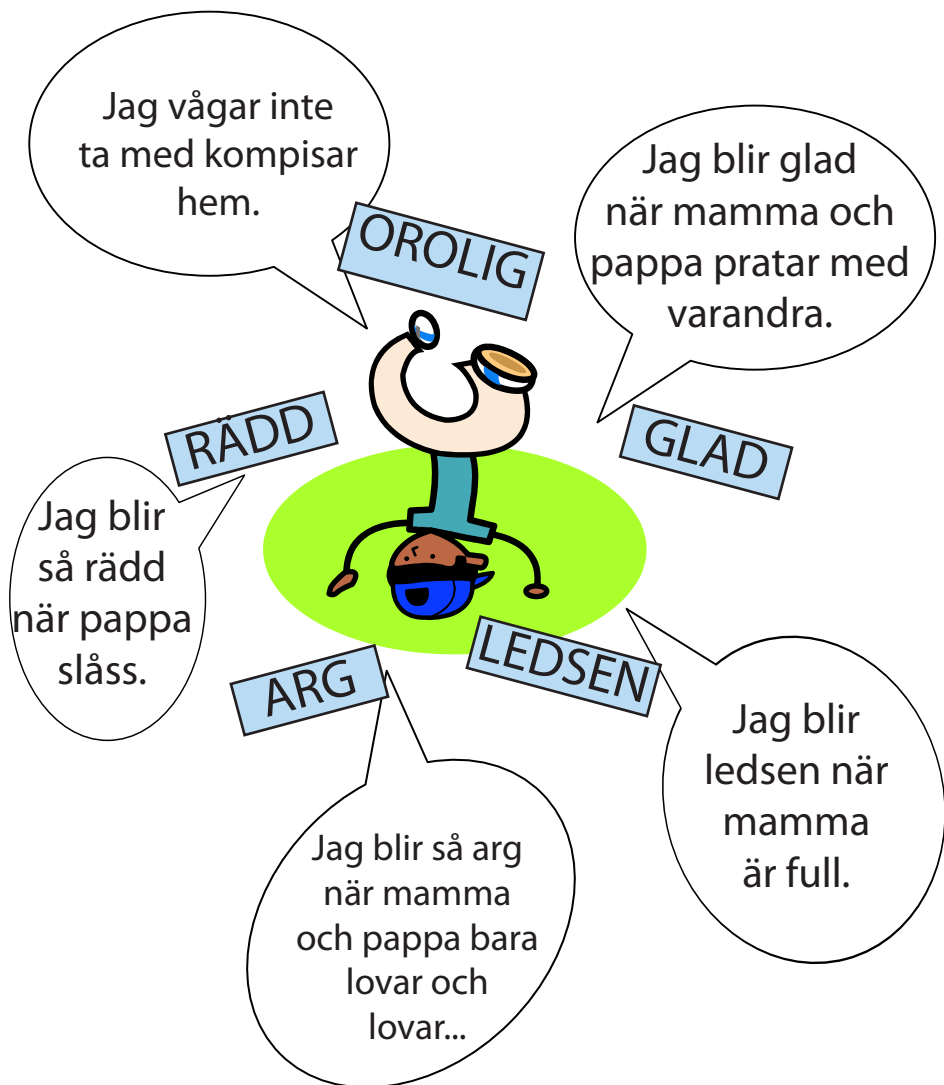 Jag vågar inte
ta med kompisar
hem.
OROLIG
Jag blir glad
när mamma och
pappa pratar med
varandra.
RÄDD
GLAD
Jag blir
så rädd
när pappa
slåss.
ARG
LEDSEN
Jag blir
ledsen när
mamma
är full.
Jag blir så arg
när mamma
och pappa bara
lovar och
lovar...